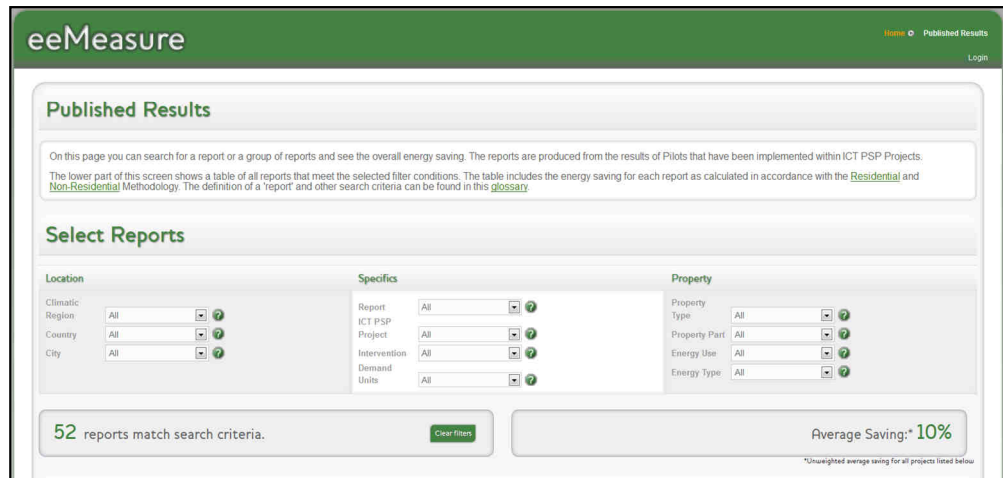 eeMeasure
Home Published Results
Login
Published Results
On this page you can search for a report or a group of reports and see the overall energy saving. The reports are produced from the results of Pilots that have been implemented within ICT PSP Projects.
The lower part of this screen shows a table of all reports that meet the selected filter conditions. The table includes the energy saving for each report as calculated in accordance with the Residential and
Non-Residential Methodology. The definition of a 'report' and other search criteria can be found in this glossary.
Select Reports
Location
Climatic
Region All ?
Country All ?
City All ?
Specifics
Report All ?
ICT PSP
Project All ?
Intervention All ?
Demand
Units All ?
Property
Property
Type All ?
Property Part All ?
Energy Use All ?
Energy Type All ?
52 reports match search criteria.
Clear filters
Average Saving:* 10%
*Unweighted average saving for all projects listed below